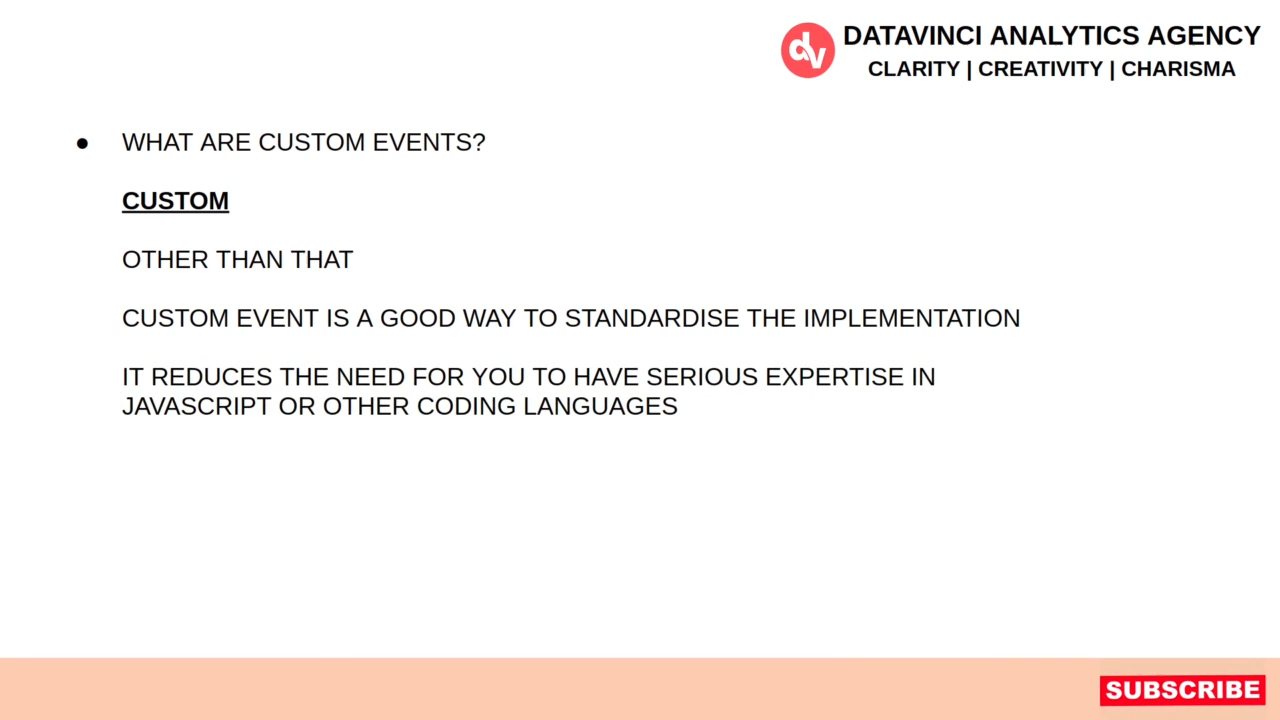 dv
DATAVINCI ANALYTICS AGENCY
CLARITY | CREATIVITY | CHARISMA
● WHAT ARE CUSTOM EVENTS?
CUSTOM
OTHER THAN THAT
CUSTOM EVENT IS A GOOD WAY TO STANDARDISE THE IMPLEMENTATION
IT REDUCES THE NEED FOR YOU TO HAVE SERIOUS EXPERTISE IN
JAVASCRIPT OR OTHER CODING LANGUAGES
SUBSCRIBE